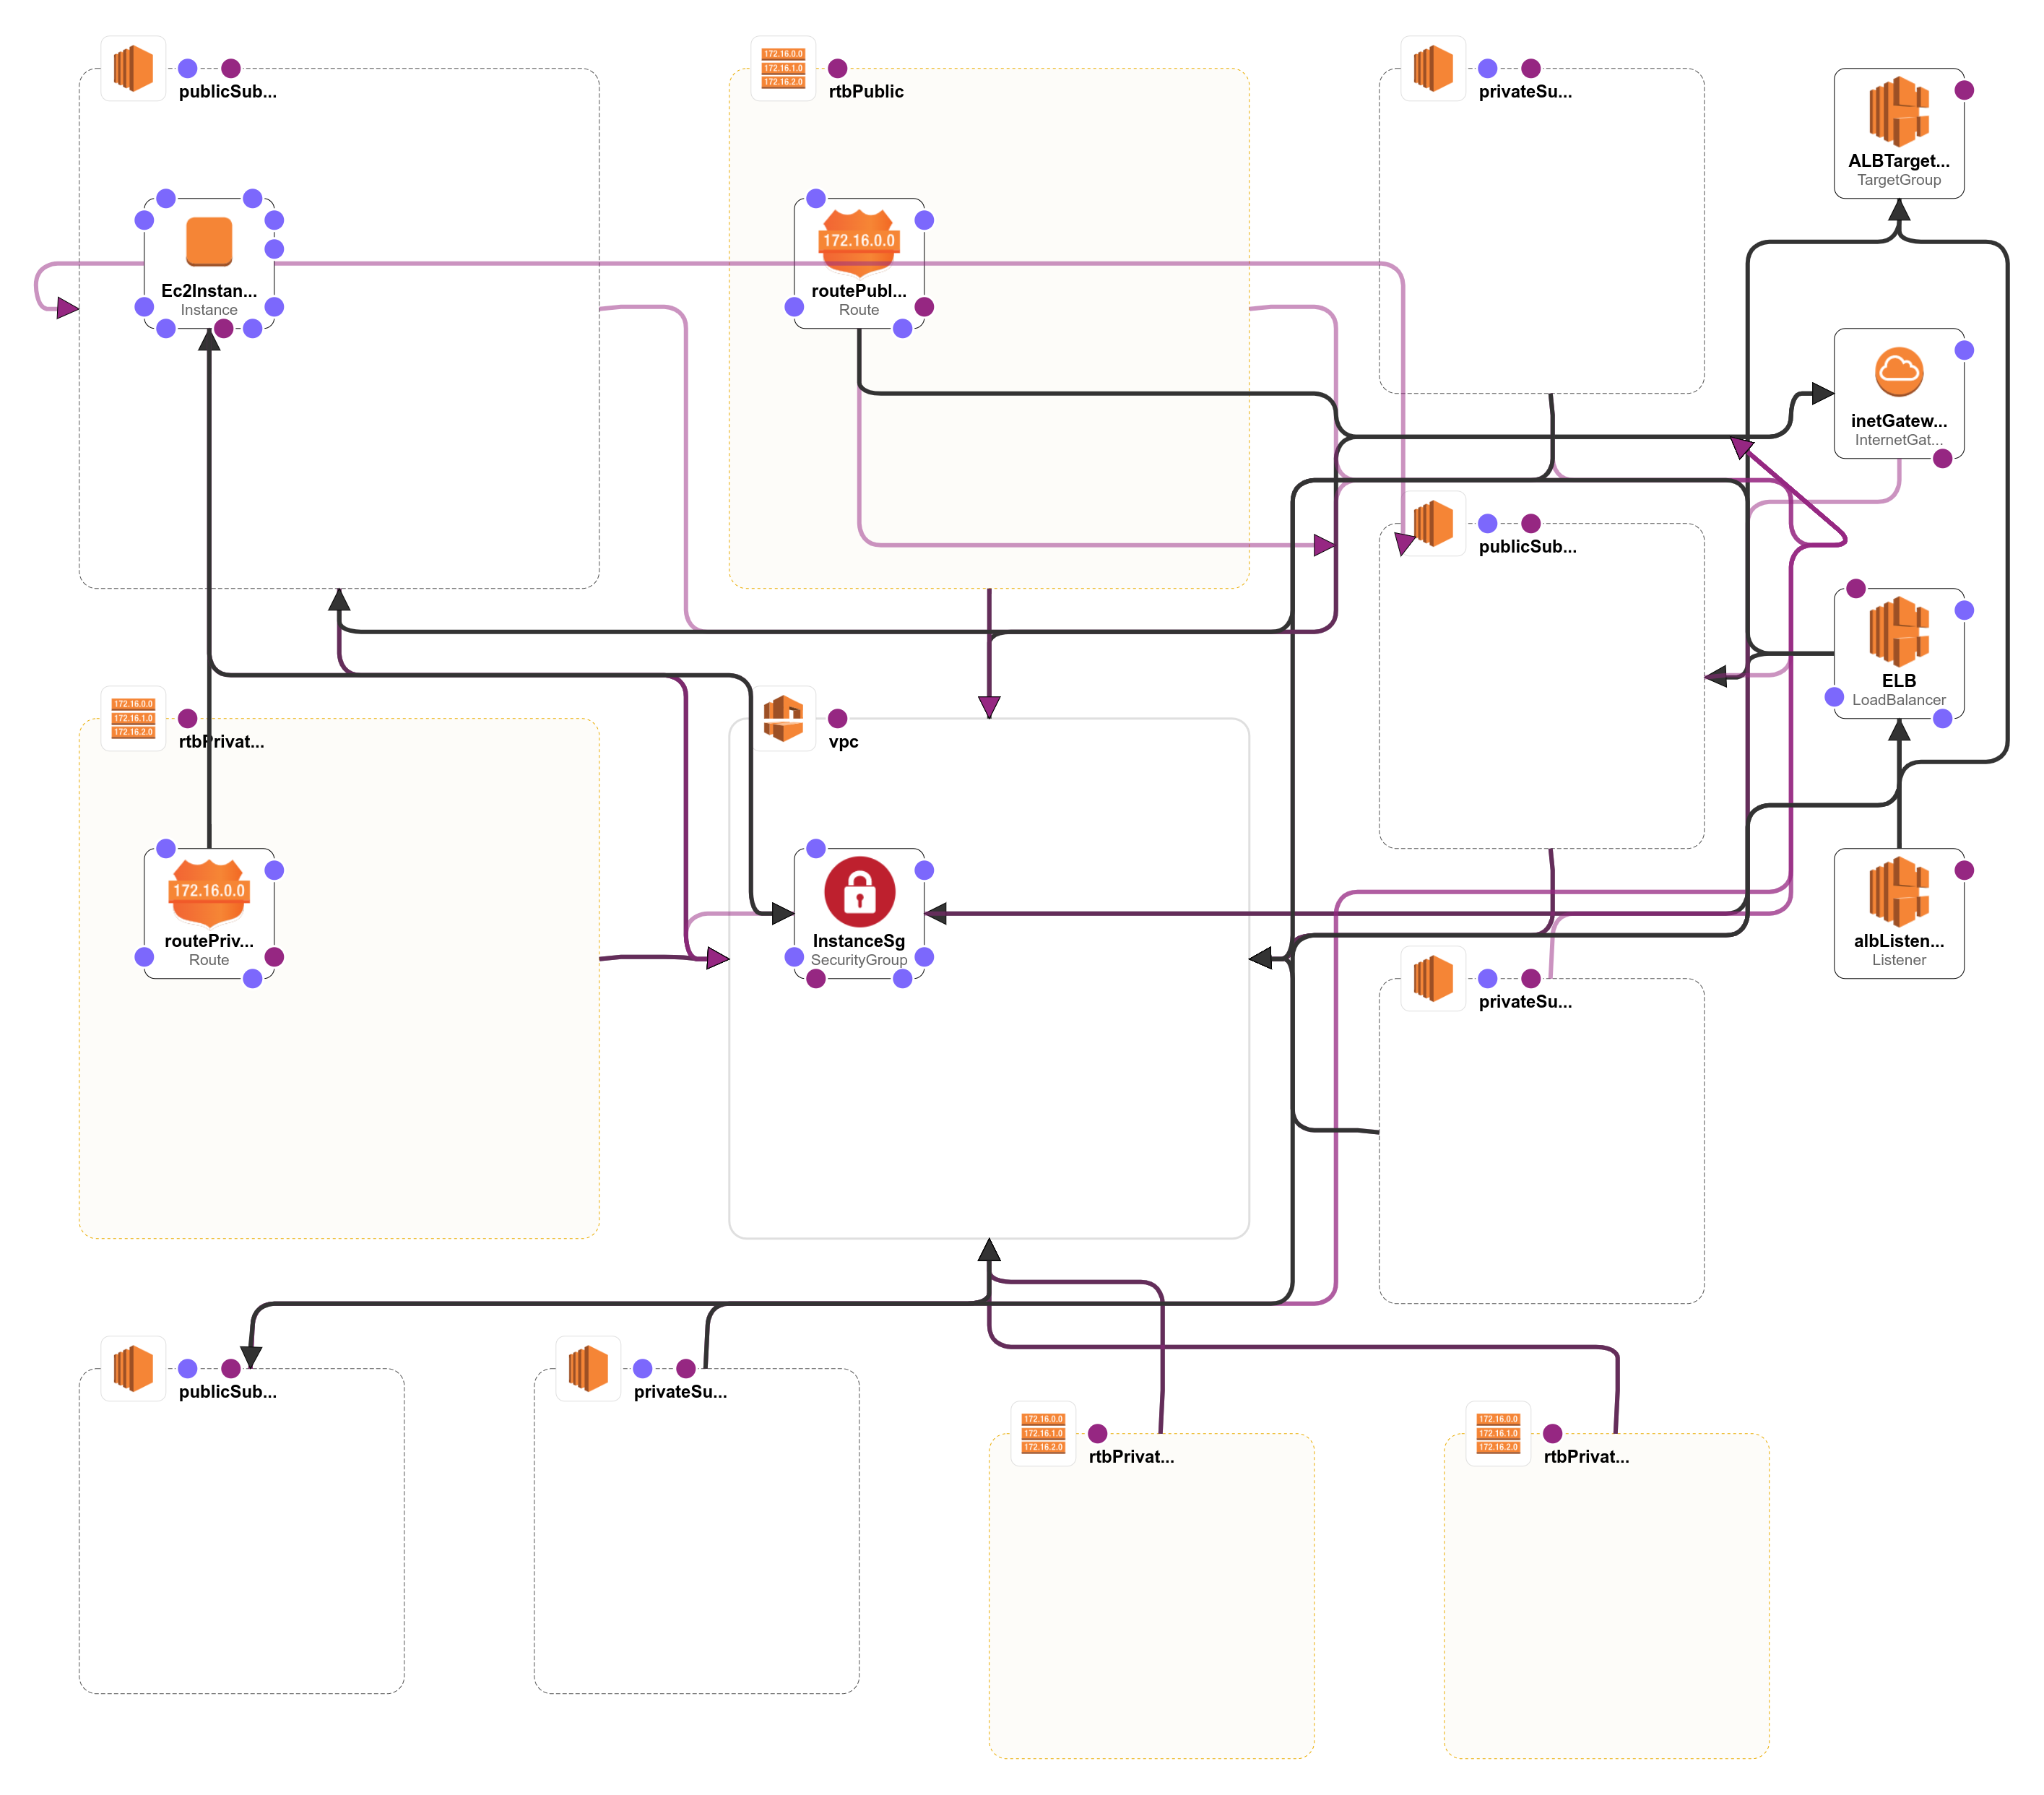 publicSub...
172.16.0.0
172.16.1.0
172.16.2.0
rtbPublic
privateSu...
ALBTarget...
TargetGroup
Ec2Instan...
Instance
172.16.0.0
routePubl...
Route
inetGatew...
InternetGat...
publicSub...
ELB
LoadBalancer
172.16.0.0
172.16.1.0
172.16.2.0
rtbPrivat...
vpc
172.16.0.0
routePriv...
Route
InstanceSg
SecurityGroup
albListen...
Listener
privateSu...
publicSub...
privateSu...
172.16.0.0
172.16.1.0
172.16.2.0
rtbPrivat...
172.16.0.0
172.16.1.0
172.16.2.0
rtbPrivat...